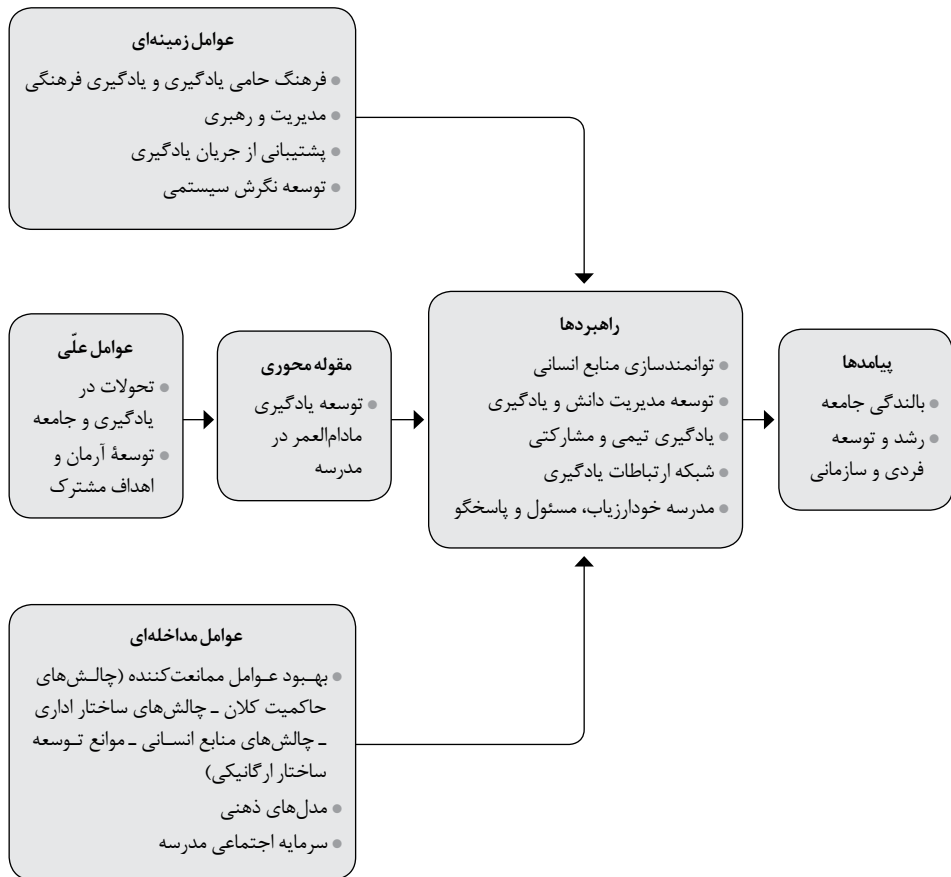 عوامل زمینه‌ای
● فرهنگ حامی یادگیری و یادگیری فرهنگی
● مدیریت و رهبری
● پشتیبانی از جریان یادگیری
● توسعه نگرش سیستمی
عوامل علّی
● تحولات در
یادگیری و جامعه
● توسعۀ آرمان و
اهداف مشترک
مقوله محوری
● توسعه یادگیری
مادام‌العمر در
مدرسه
راهبردها
● توانمندسازی منابع انسانی
● توسعه مدیریت دانش و یادگیری
● یادگیری تیمی و مشارکتی
● شبکه ارتباطات یادگیری
● مدرسه خودارزیاب، مسئول و پاسخگو
پیامدها
● بالندگی جامعه
● رشد و توسعه
فردی و سازمانی
عوامل مداخله‌ای
● بهبود عوامل ممانعت‌کننده (چالش‌های
حاکمیت کلان ـ چالش‌های ساختار اداری
ـ چالش‌های منابع انسانی ـ موانع توسعه
ساختار ارگانیکی)
● مدل‌های ذهنی
● سرمایه اجتماعی مدرسه